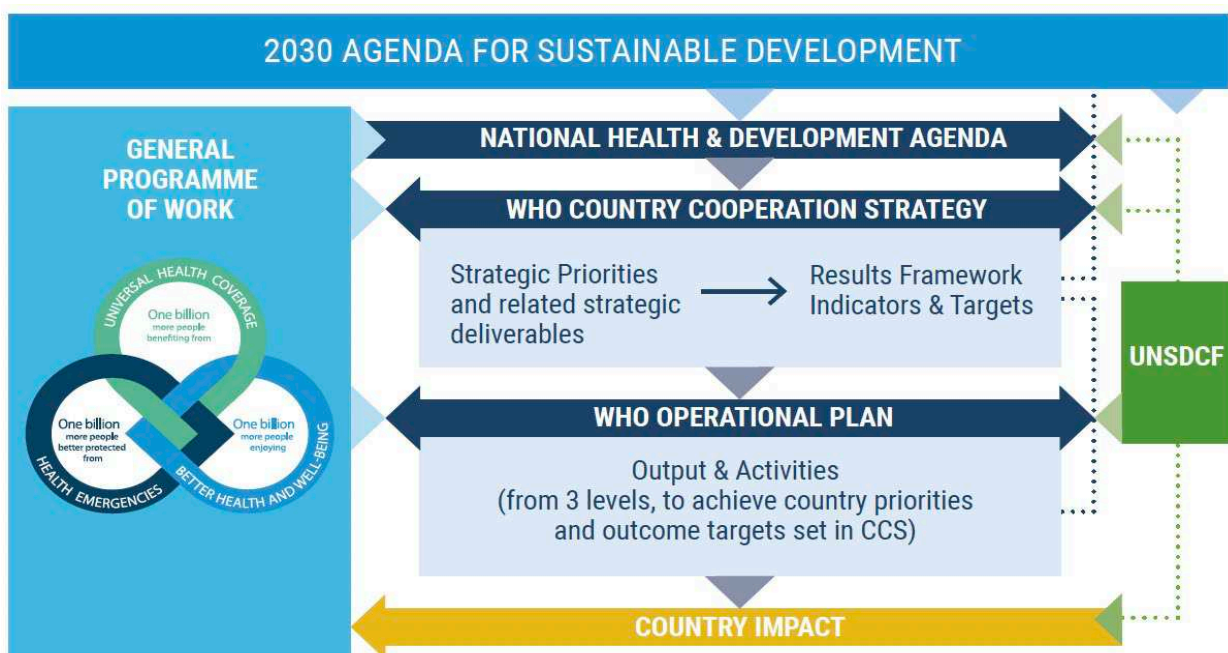 2030 AGENDA FOR SUSTAINABLE DEVELOPMENT
GENERAL
PROGRAMME
OF WORK
UNIVERSAL HEALTH COVERAGE
One billion
more people
benefiting from
One billion
more people
better protected
from
HEALTH EMERGENCIES
One billion
more people
enjoying
BETTER HEALTH AND WELL-BEING
NATIONAL HEALTH & DEVELOPMENT AGENDA
WHO COUNTRY COOPERATION STRATEGY
Strategic Priorities
and related strategic
deliverables
Results Framework
Indicators & Targets
WHO OPERATIONAL PLAN
Output & Activities
(from 3 levels, to achieve country priorities
and outcome targets set in CCS)
COUNTRY IMPACT
UNSDCF